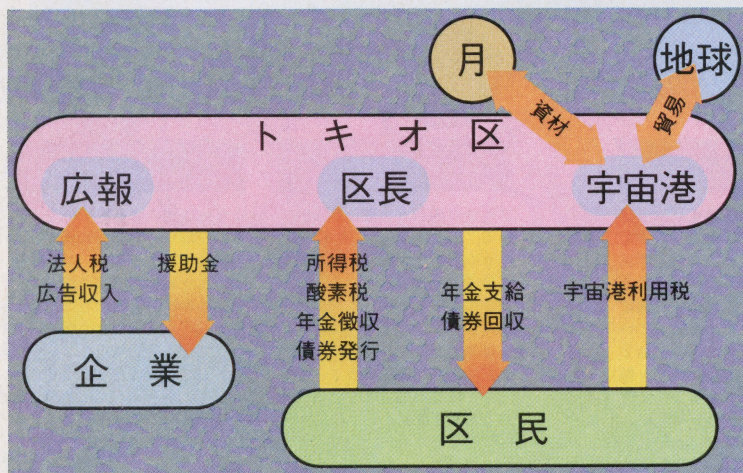 月
地球
資材
貿易
トキオ区
広報
区長
宇宙港
法人税
広告収入
援助金
所得税
酸素税
年金徴収
債券発行
年金支給
債券回収
宇宙港利用税
企業
区民